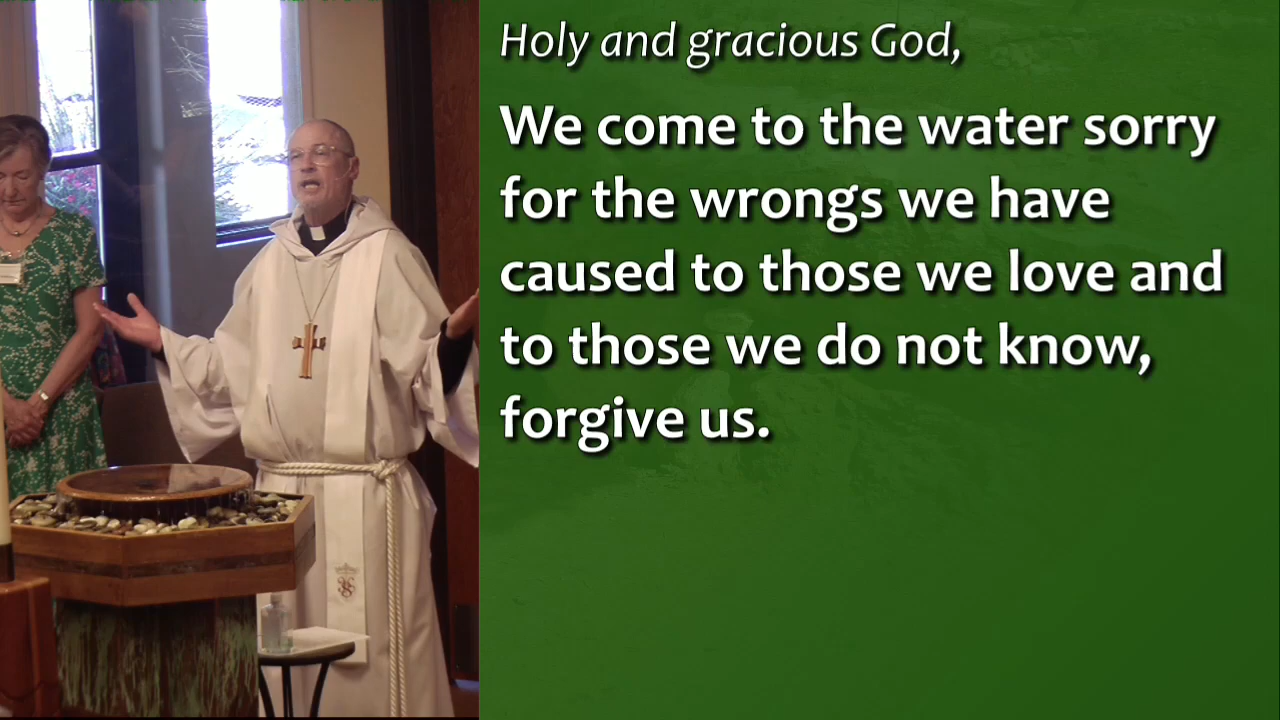 Holy and gracious God,
We come to the water sorry
for the wrongs we have
caused to those we love and
to those we do not know,
forgive us.